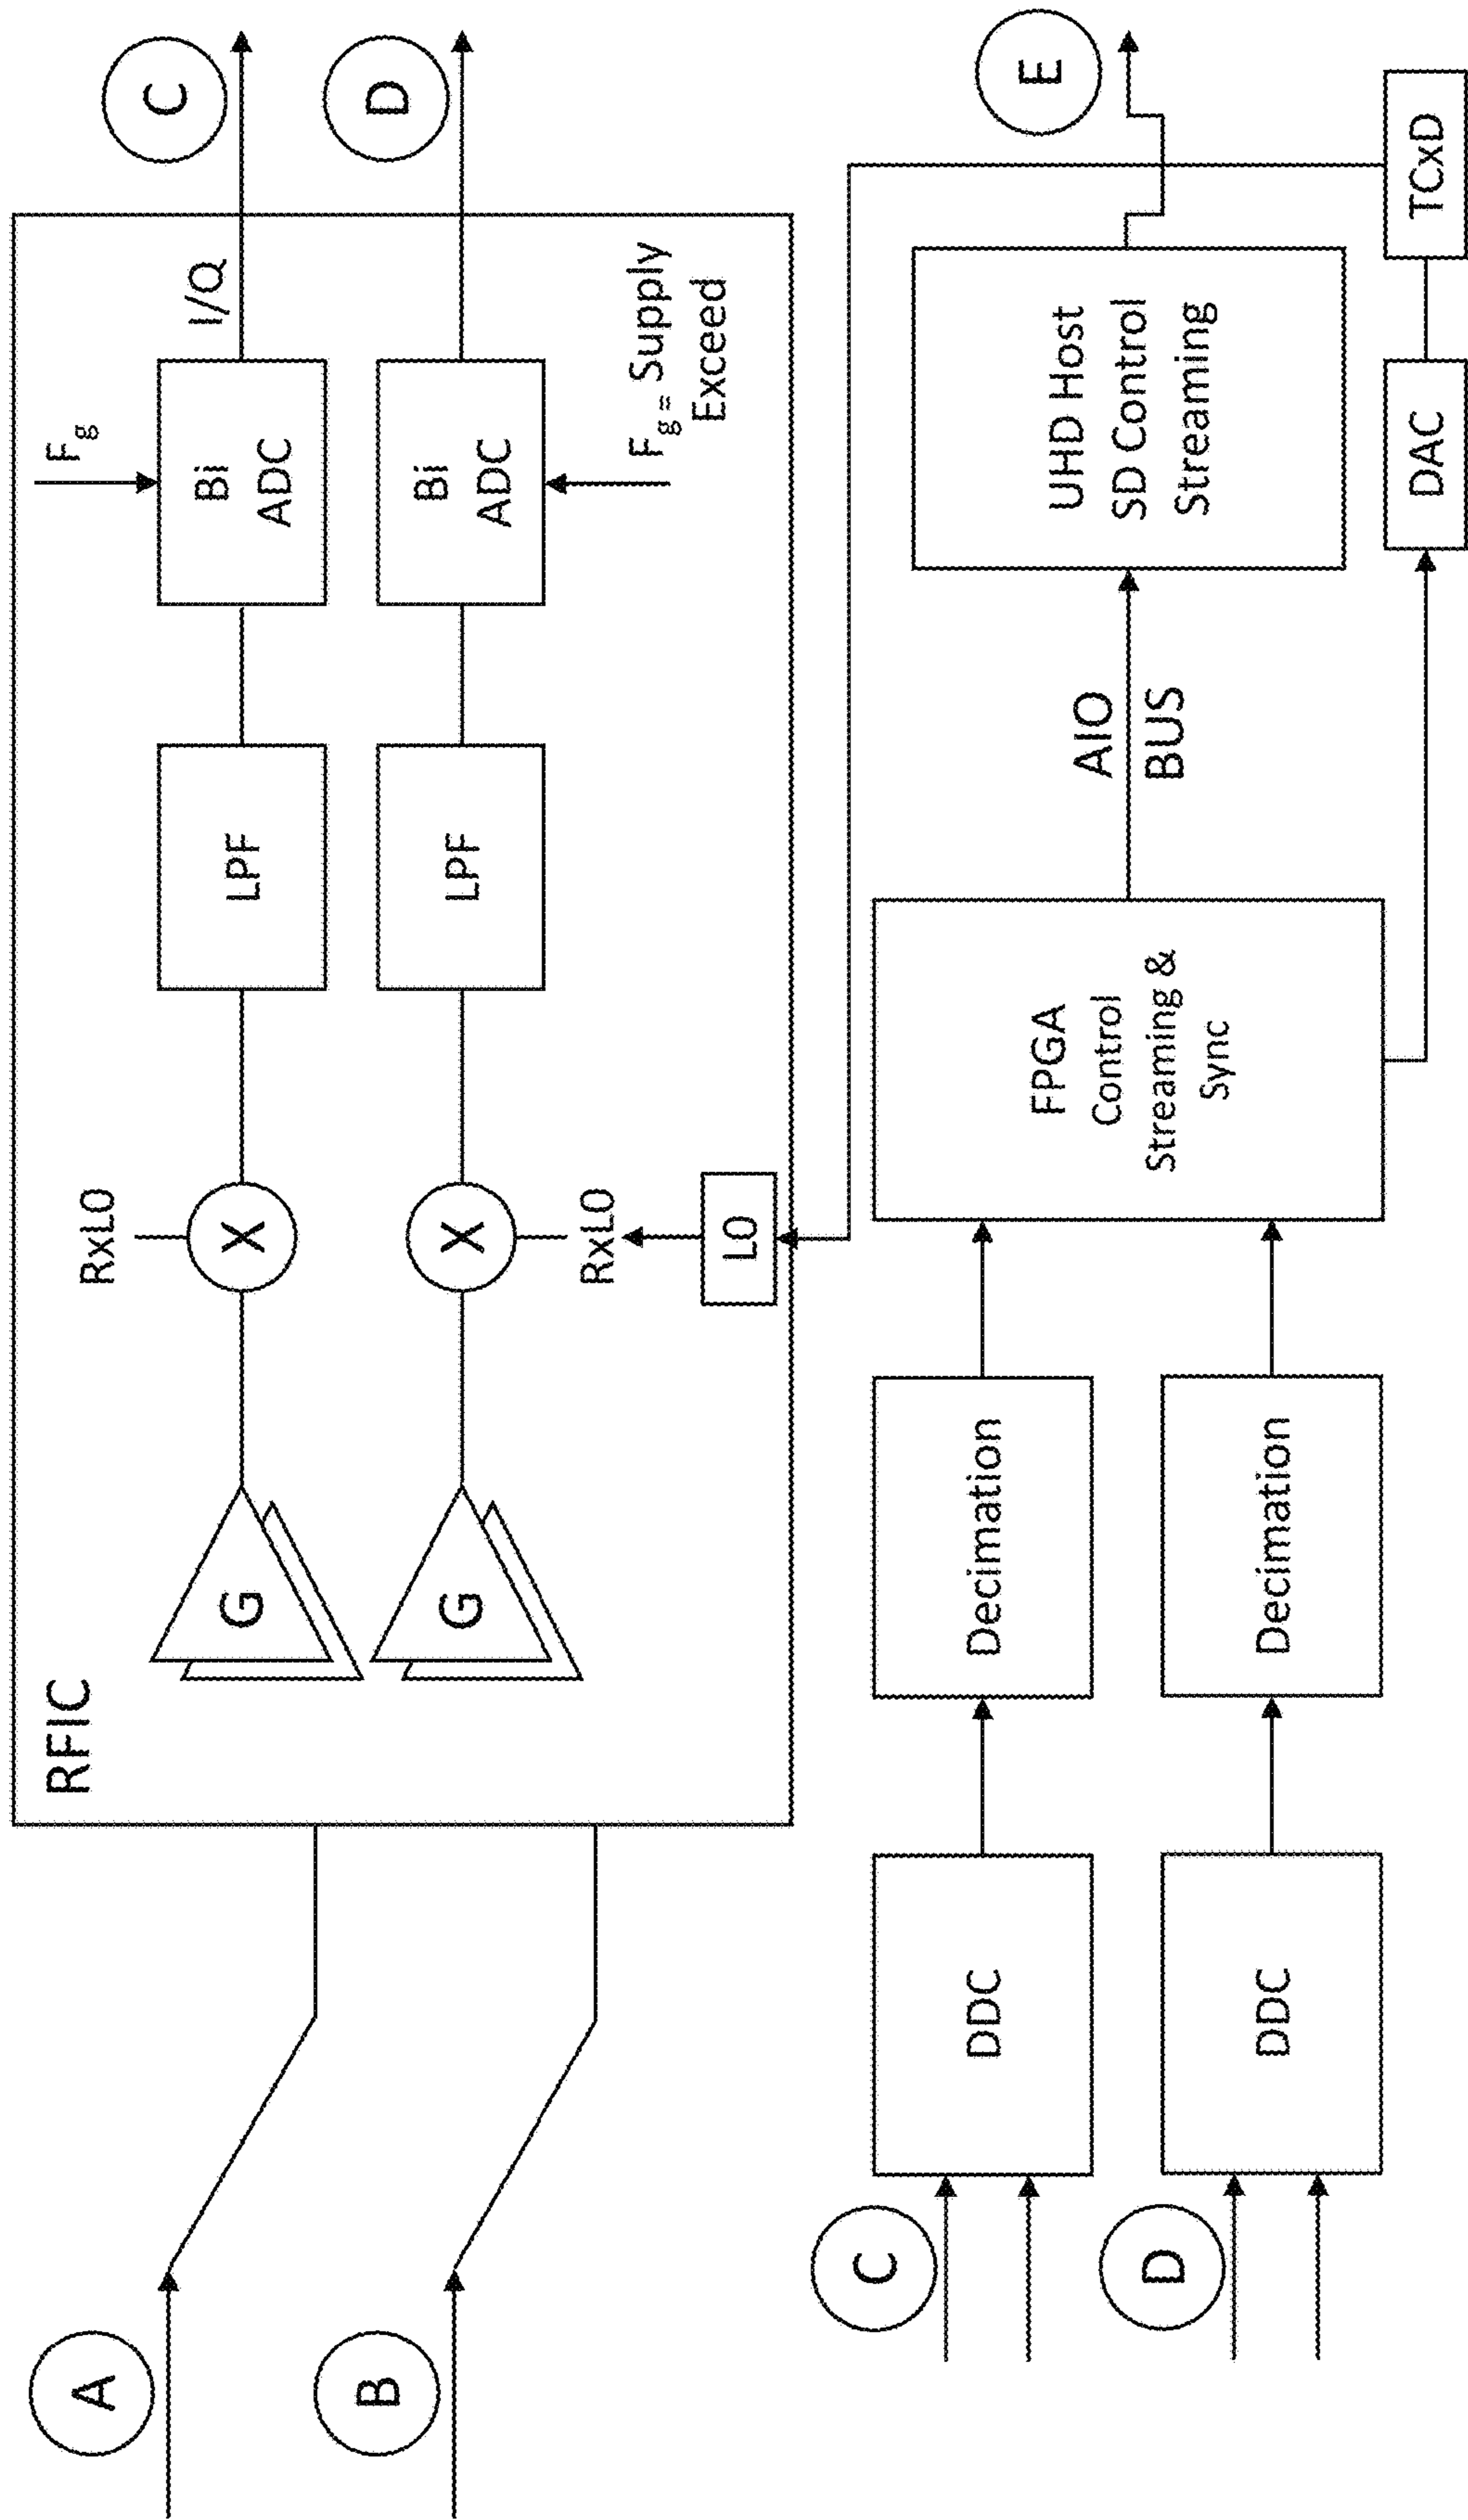 RFIC
A
G
RxLO
X
LPF
Bi
ADC
Fg
I/Q
C
B
G
X
RxLO
LO
LPF
Bi
ADC
Fg = Supply
Exceed
D
C
DDC
Decimation
D
DDC
Decimation
FPGA
Control
Streaming &
Sync
AIO
BUS
UHD Host
SD Control
Streaming
E
DAC
TCxD